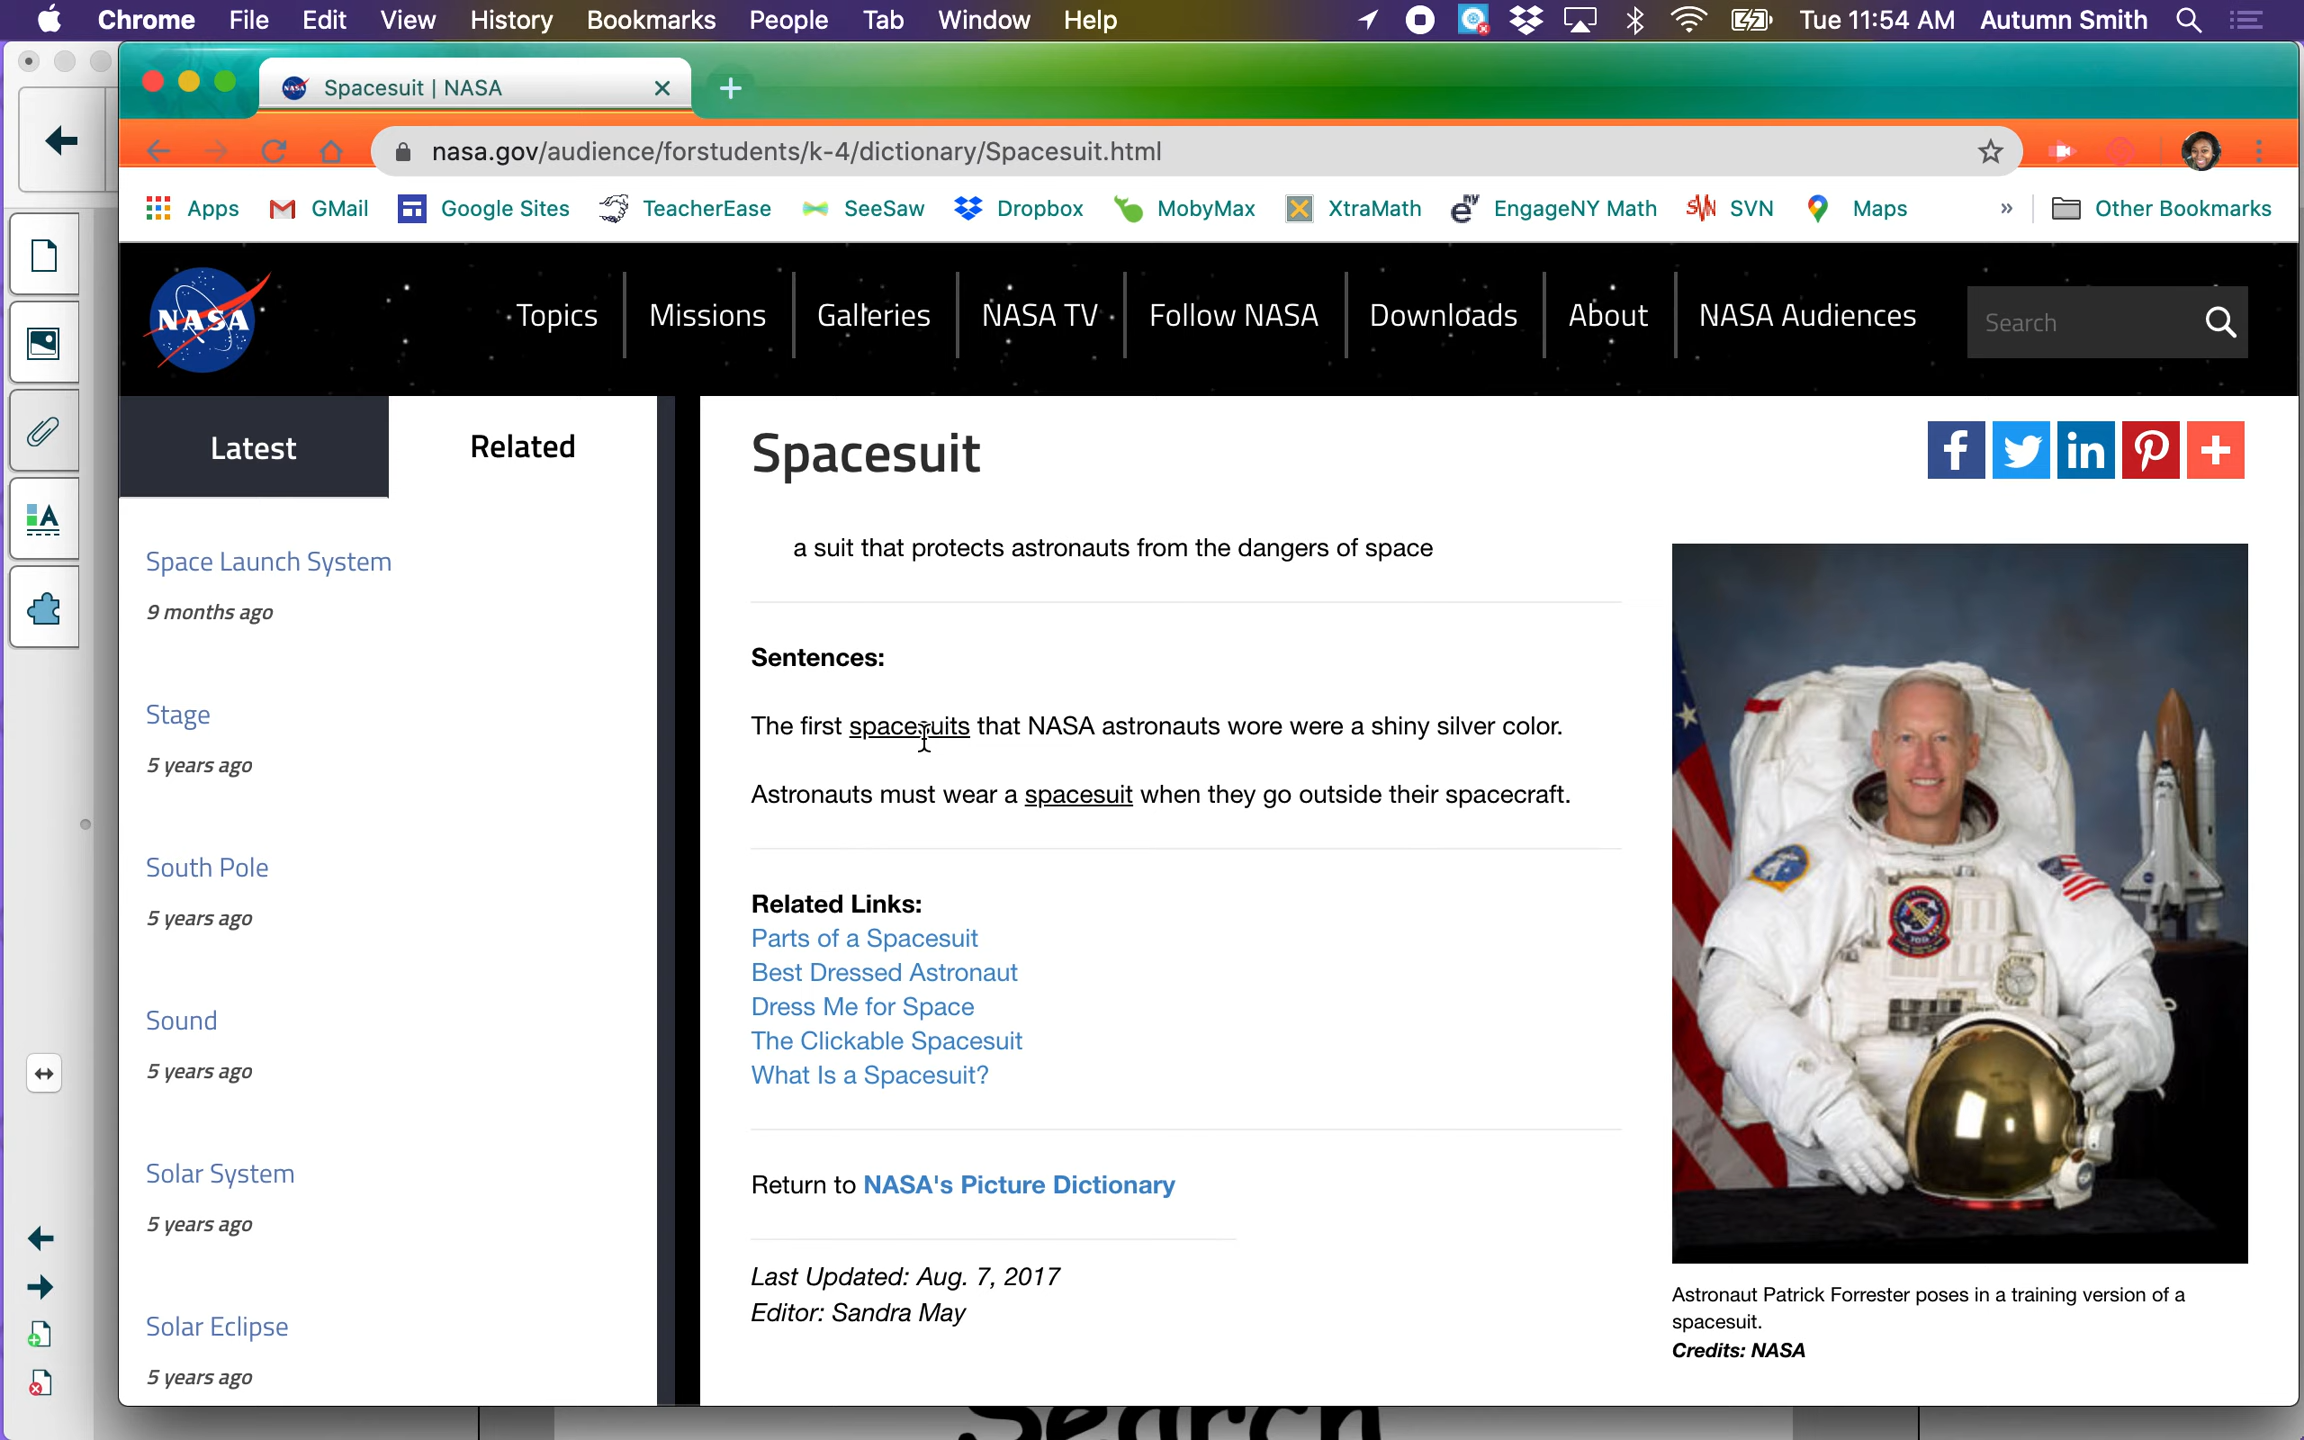 Chrome File Edit View History Bookmarks People Tab Window Help Tue 11:54 AM Autumn Smith
Spacesuit | NASA
nasa.gov/audience/forstudents/k-4/dictionary/Spacesuit.html
Apps GMail Google Sites TeacherEase SeeSaw Dropbox MobyMax XtraMath EngageNY Math SVN Maps » Other Bookmarks
NASA Topics Missions Galleries NASA TV Follow NASA Downloads About NASA Audiences Search
Latest Related
Space Launch System
9 months ago
Stage
5 years ago
South Pole
5 years ago
Sound
5 years ago
Solar System
5 years ago
Solar Eclipse
5 years ago
Spacesuit
a suit that protects astronauts from the dangers of space
Sentences:
The first spacesuits that NASA astronauts wore were a shiny silver color.
Astronauts must wear a spacesuit when they go outside their spacecraft.
Related Links:
Parts of a Spacesuit
Best Dressed Astronaut
Dress Me for Space
The Clickable Spacesuit
What Is a Spacesuit?
Return to NASA's Picture Dictionary
Last Updated: Aug. 7, 2017
Editor: Sandra May
Astronaut Patrick Forrester poses in a training version of a
spacesuit.
Credits: NASA
Search